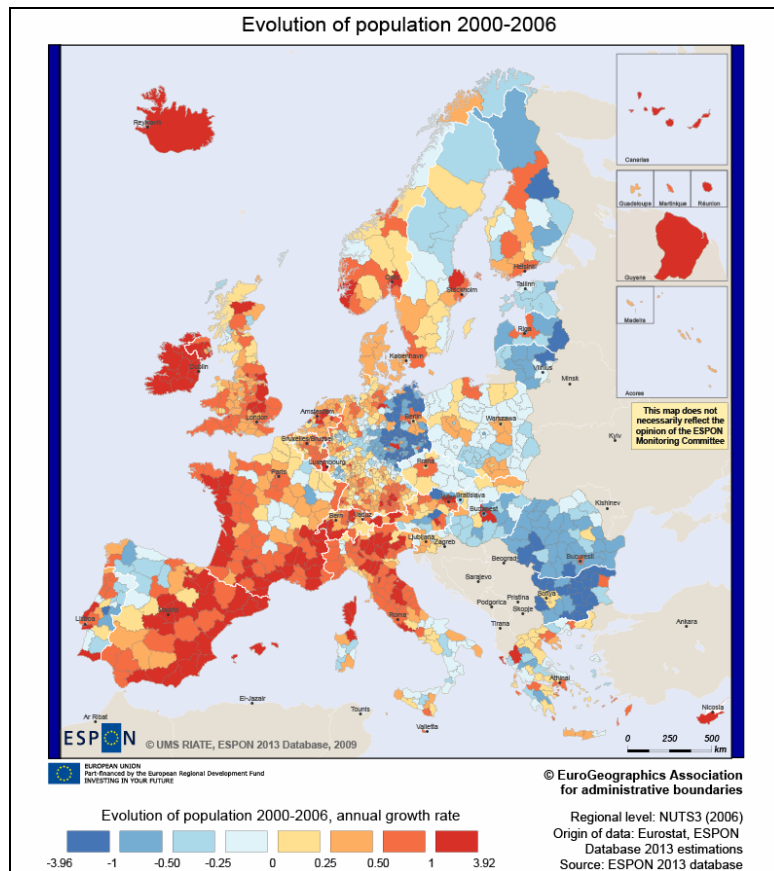 Evolution of population 2000-2006
Reykjavik
Canarias
Guadeloupe
Martinique
Réunion
Guyana
Madeira
Acores
This map does not
necessarily reflect the
opinion of the ESPON
Monitoring Committee
Oslo
Helsinki
Stockholm
Tallinn
Riga
Vilnius
Minsk
Dublin
København
London
Amsterdam
Berlin
Warszawa
Bruxelles/Brussel
Luxembourg
Praha
Kyiv
Paris
Bratislava
Budapest
Kishinev
Bern
Ljubljana
Zagreb
Beograd
Bucuresti
Sarajevo
Pristina
Sofiya
Podgorica
Skopje
Tirana
Roma
Madrid
Lisboa
Ankara
Athinai
El-Jazair
Tounis
Ar Ribat
Valletta
Nicosia
ESPON
© UMS RIATE, ESPON 2013 Database, 2009
0
250
500
km
EUROPEAN UNION
Part-financed by the European Regional Development Fund
INVESTING IN YOUR FUTURE
© EuroGeographics Association
for administrative boundaries
Evolution of population 2000-2006, annual growth rate
-3.96 -1 -0.50 -0.25 0 0.25 0.50 1 3.92
Regional level: NUTS3 (2006)
Origin of data: Eurostat, ESPON
Database 2013 estimations
Source: ESPON 2013 database